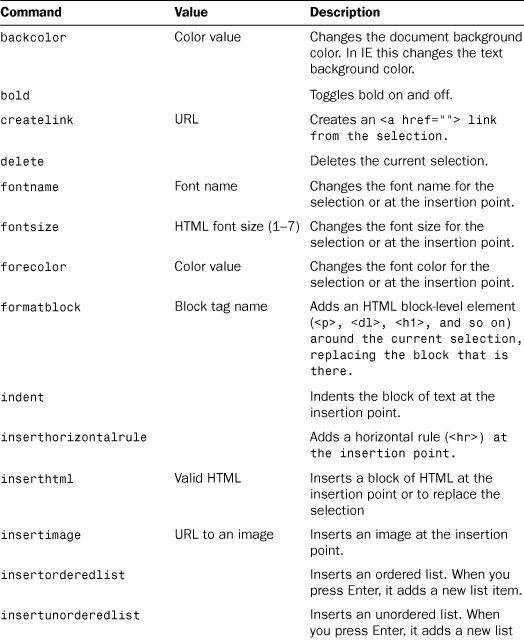 Command Value Description
backcolor Color value Changes the document background
color. In IE this changes the text
background color.
bold Toggles bold on and off.
createlink URL Creates an <a href=""> link
from the selection.
delete Deletes the current selection.
fontname Font name Changes the font name for the
selection or at the insertion point.
fontsize HTML font size (1–7) Changes the font size for the
selection or at the insertion point.
forecolor Color value Changes the font color for the
selection or at the insertion point.
formatblock Block tag name Adds an HTML block-level element
(<p>, <dl>, <h1>, and so on)
around the current selection,
replacing the block that is
there.
indent Indents the block of text at the
insertion point.
inserthorizontalrule Adds a horizontal rule (<hr>) at
the insertion point.
inserthtml Valid HTML Inserts a block of HTML at the
insertion point or to replace the
selection
insertimage URL to an image Inserts an image at the insertion
point.
insertorderedlist Inserts an ordered list. When you
press Enter, it adds a new list item.
insertunorderedlist Inserts an unordered list. When
you press Enter, it adds a new list